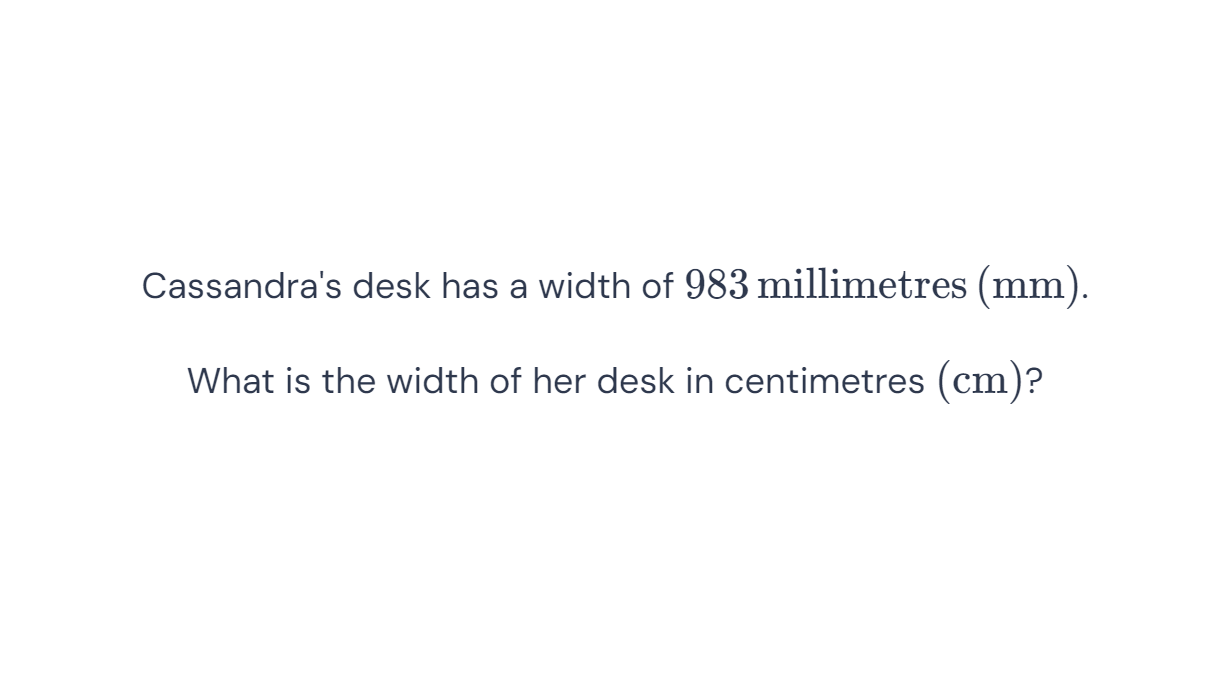 Cassandra's desk has a width of 983 millimetres (mm).
What is the width of her desk in centimetres (cm)?